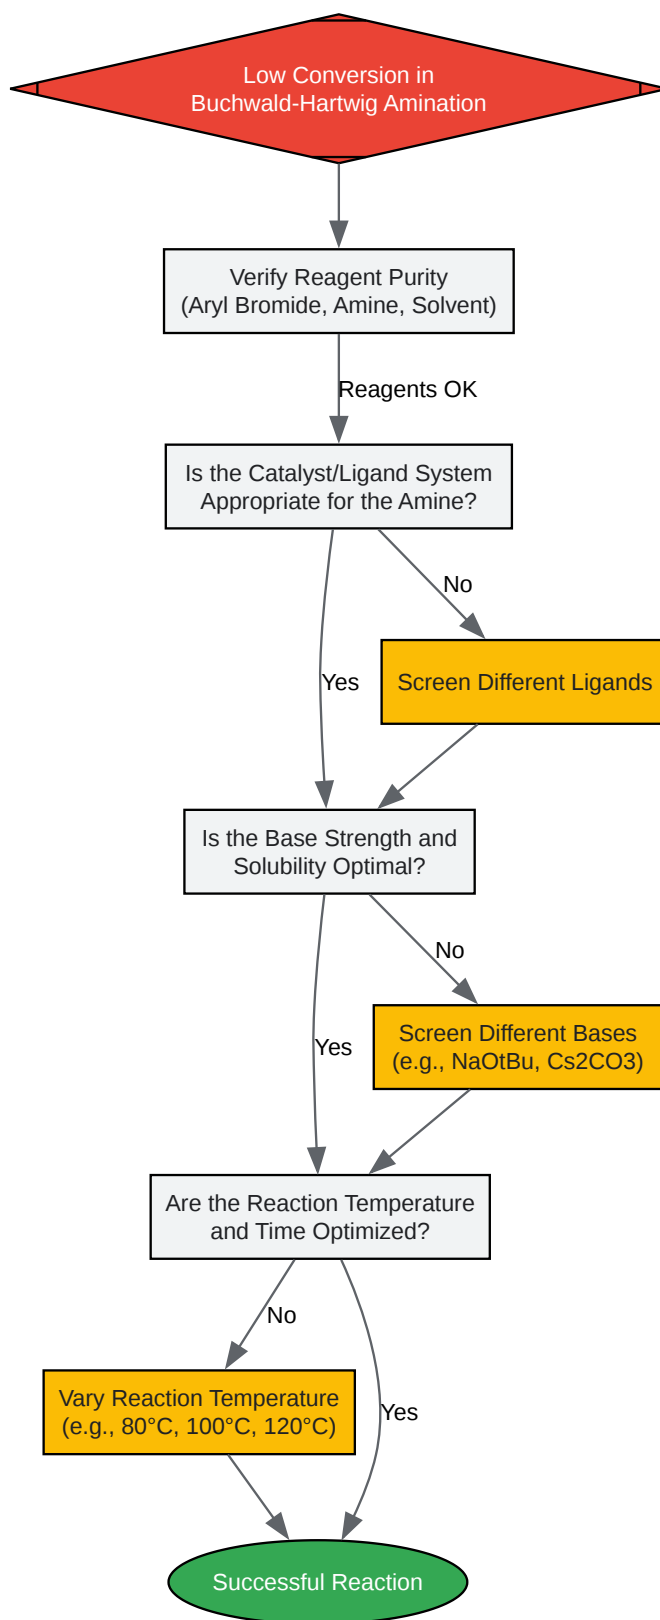 Low Conversion in
Buchwald-Hartwig Amination
Verify Reagent Purity
(Aryl Bromide, Amine, Solvent)
Reagents OK
Is the Catalyst/Ligand System
Appropriate for the Amine?
No
Yes
Screen Different Ligands
Is the Base Strength and
Solubility Optimal?
No
Yes
Screen Different Bases
(e.g., NaOtBu, Cs2CO3)
Are the Reaction Temperature
and Time Optimized?
No
Vary Reaction Temperature
(e.g., 80°C, 100°C, 120°C)
Yes
Successful Reaction